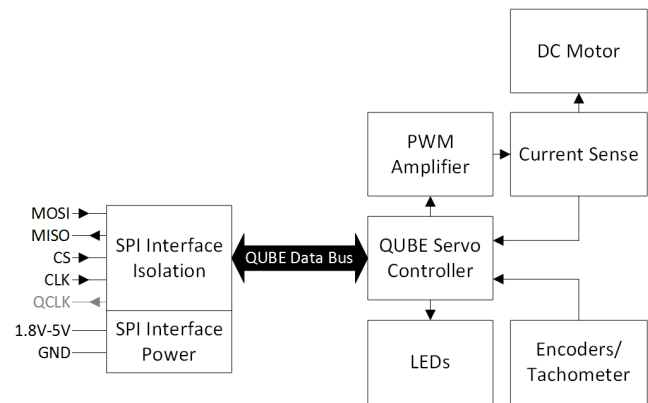 DC Motor
PWM
Amplifier
Current Sense
MOSI
MISO
CS
CLK
QCLK
SPI Interface
Isolation
QUBE Data Bus
QUBE Servo
Controller
1.8V-5V
GND
SPI Interface
Power
LEDs
Encoders/
Tachometer